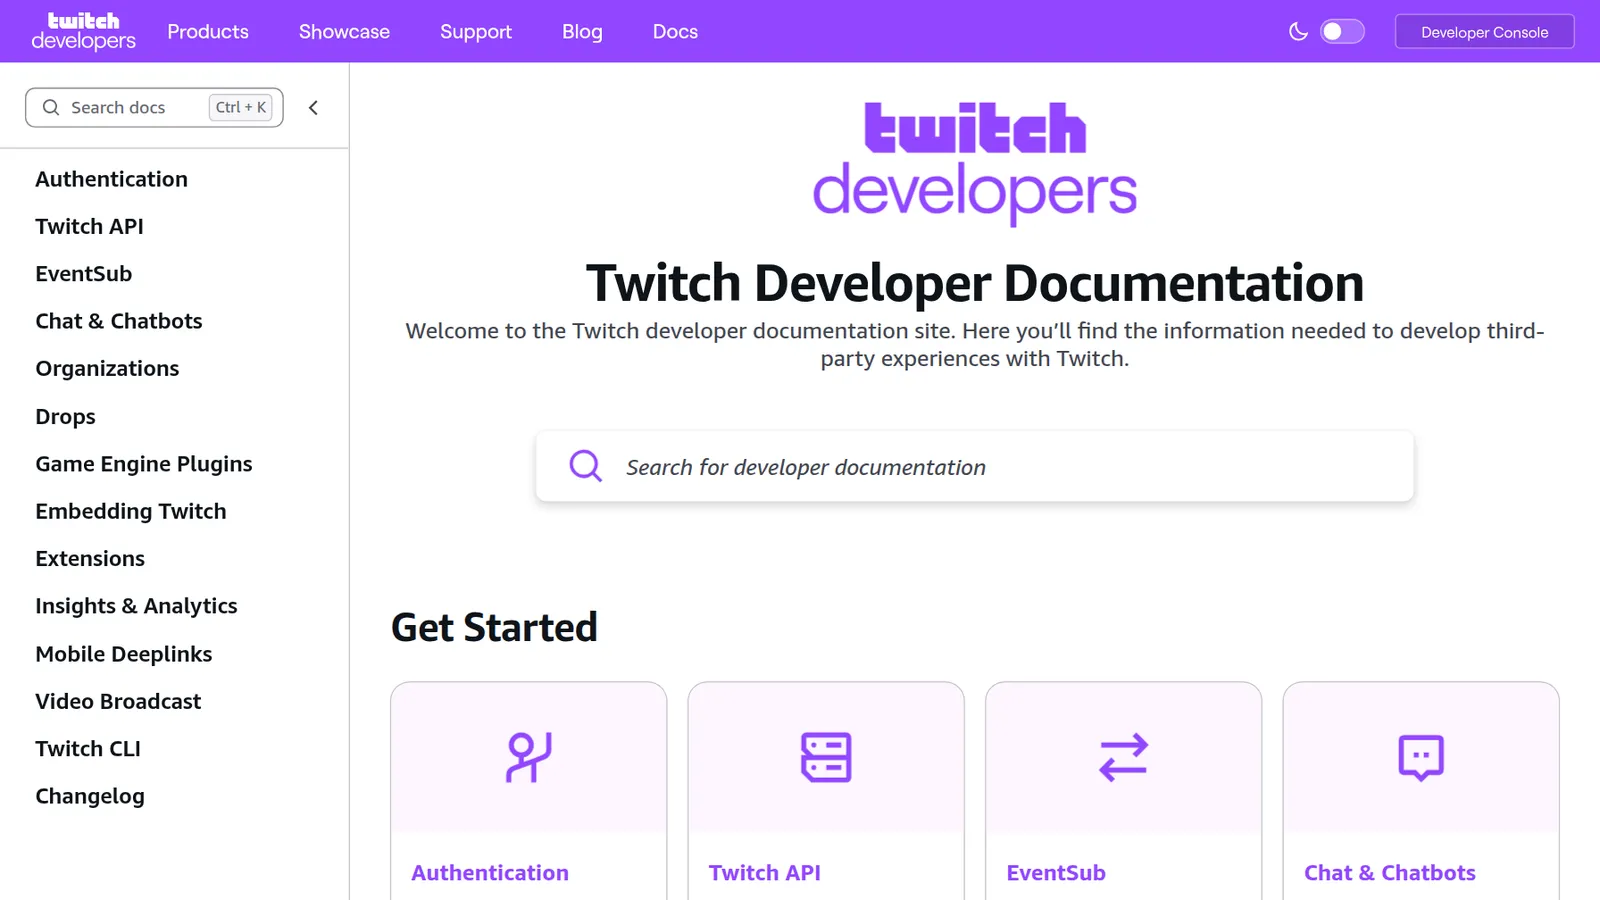 twitch
developers
Products
Showcase
Support
Blog
Docs
Developer Console
Search docs
Ctrl + K
Authentication
Twitch API
EventSub
Chat & Chatbots
Organizations
Drops
Game Engine Plugins
Embedding Twitch
Extensions
Insights & Analytics
Mobile Deeplinks
Video Broadcast
Twitch CLI
Changelog
twitch
developers
Twitch Developer Documentation
Welcome to the Twitch developer documentation site. Here you’ll find the information needed to develop third-
party experiences with Twitch.
Search for developer documentation
Get Started
Authentication
Twitch API
EventSub
Chat & Chatbots